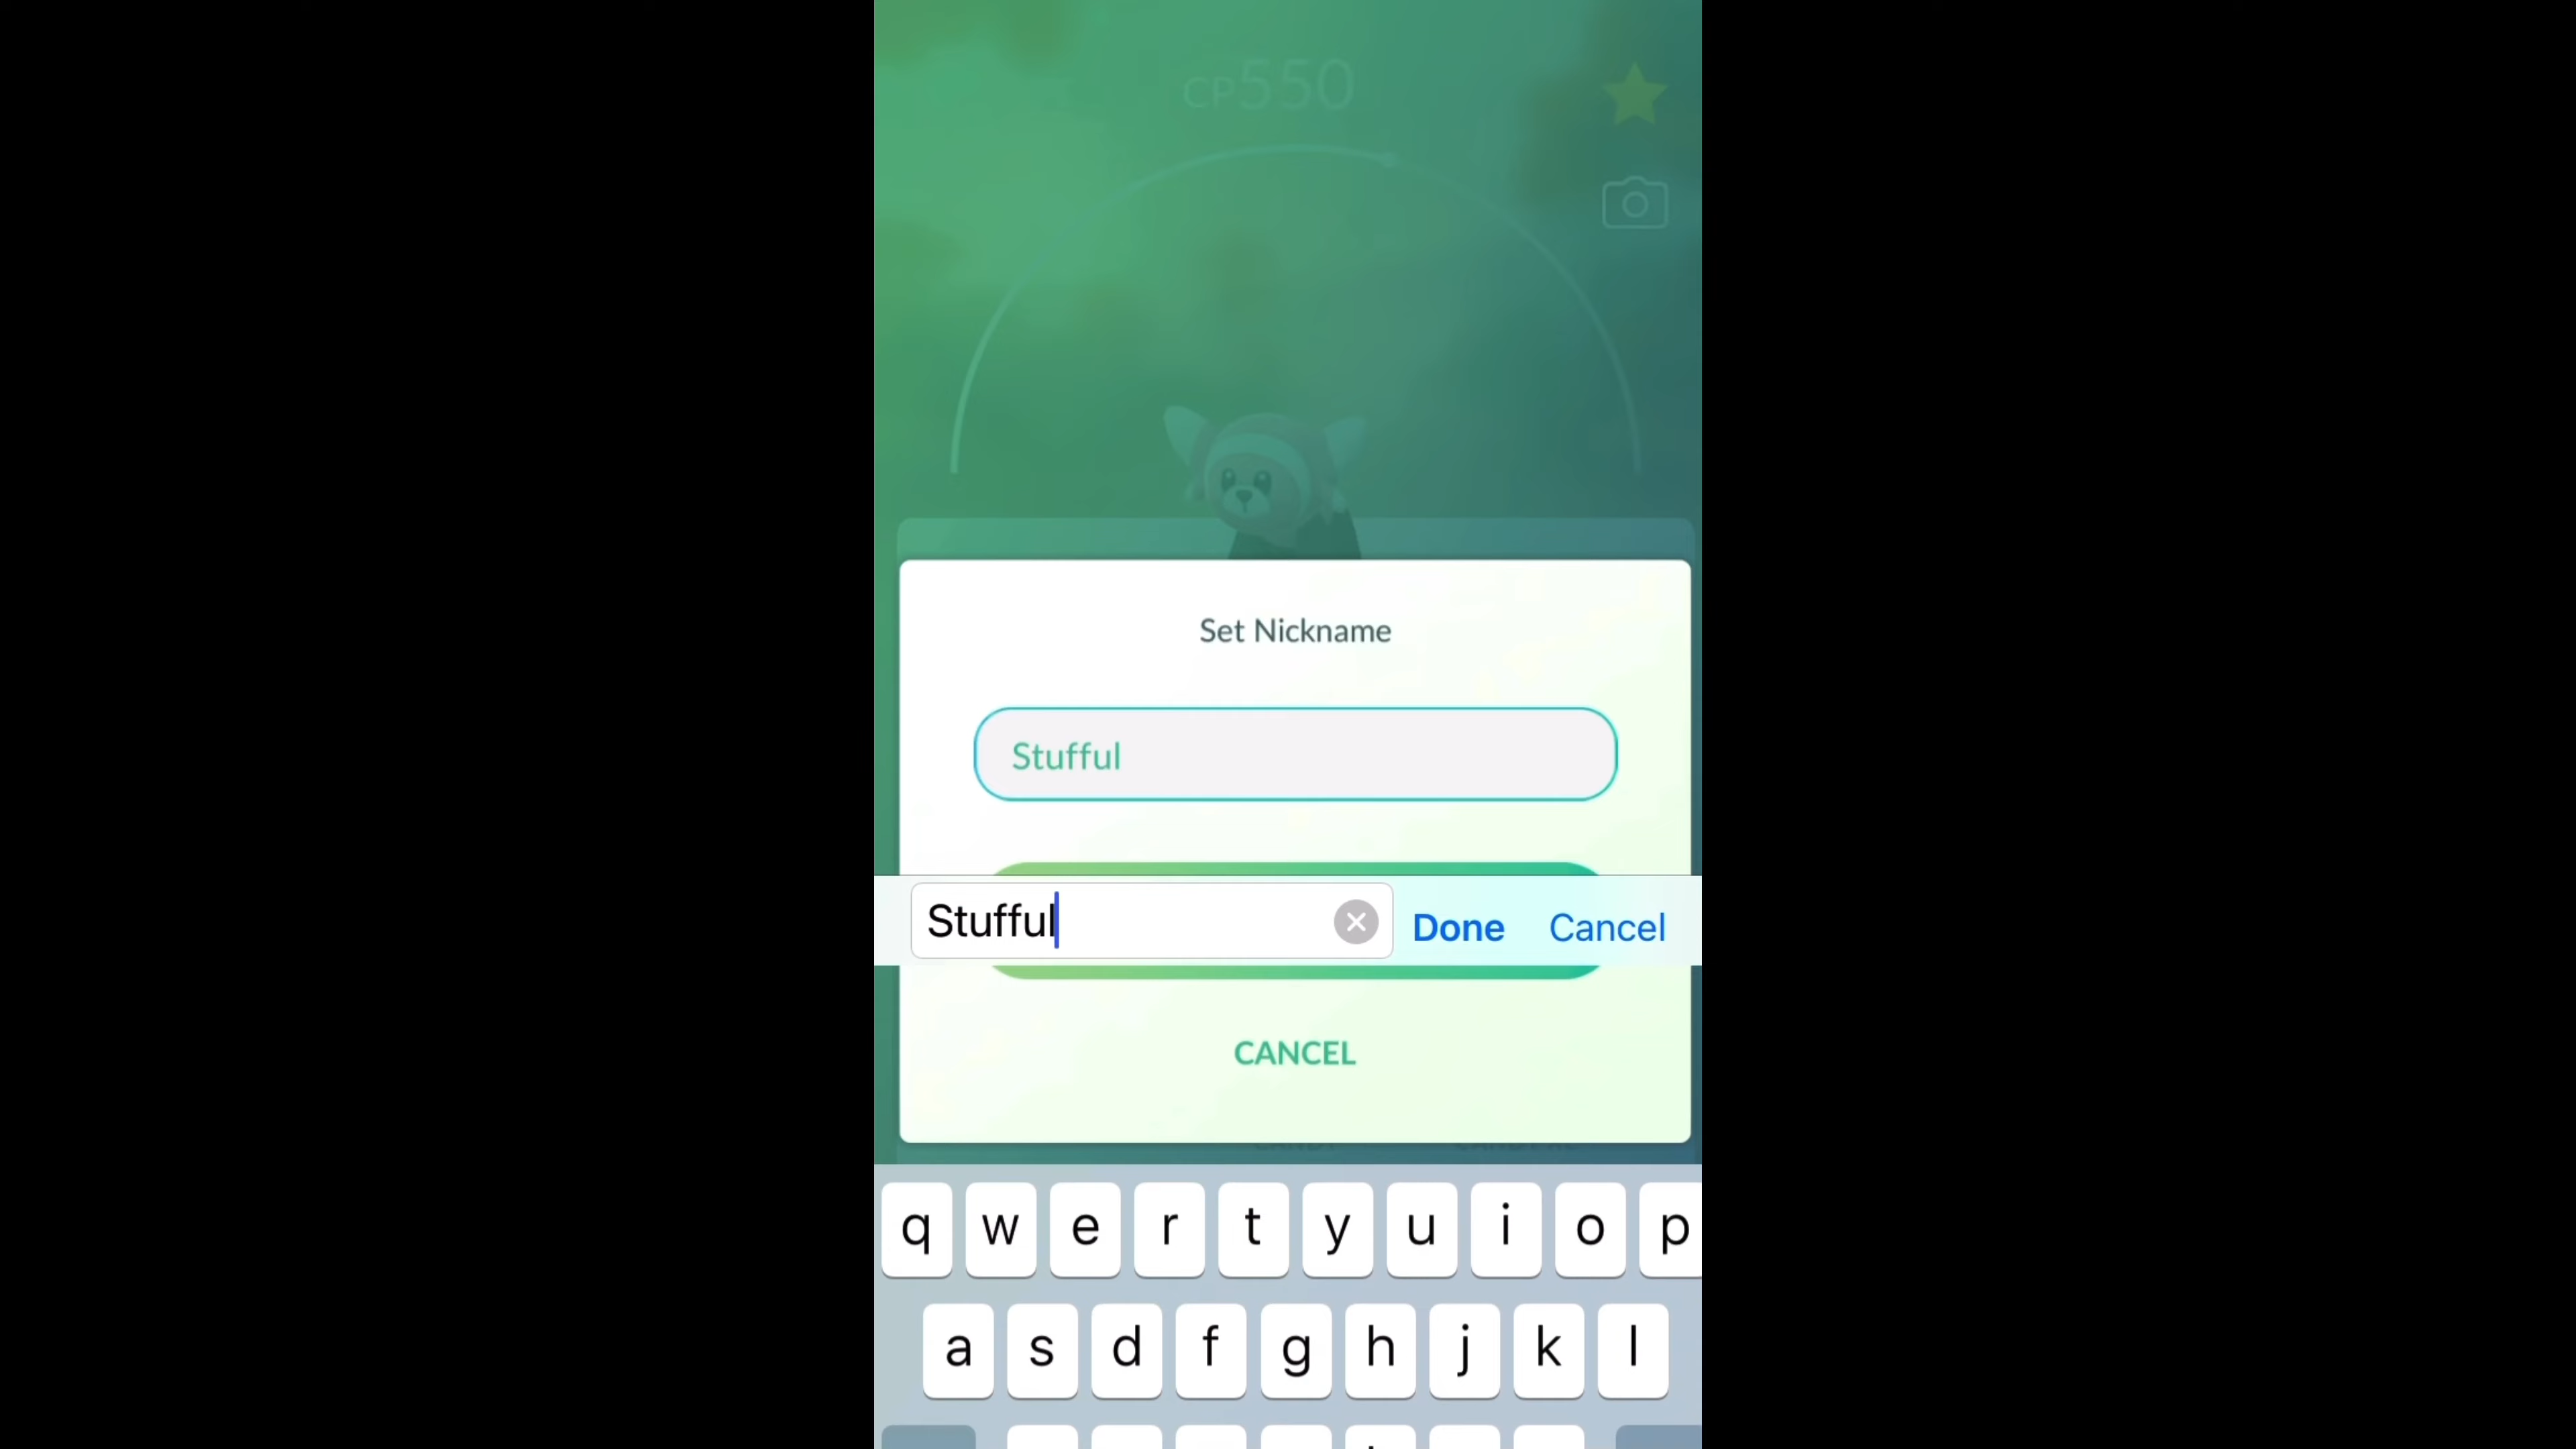 CP550
Set Nickname
Stufful
Stufful Done Cancel
CANCEL
q w e r t y u i o p
a s d f g h j k l